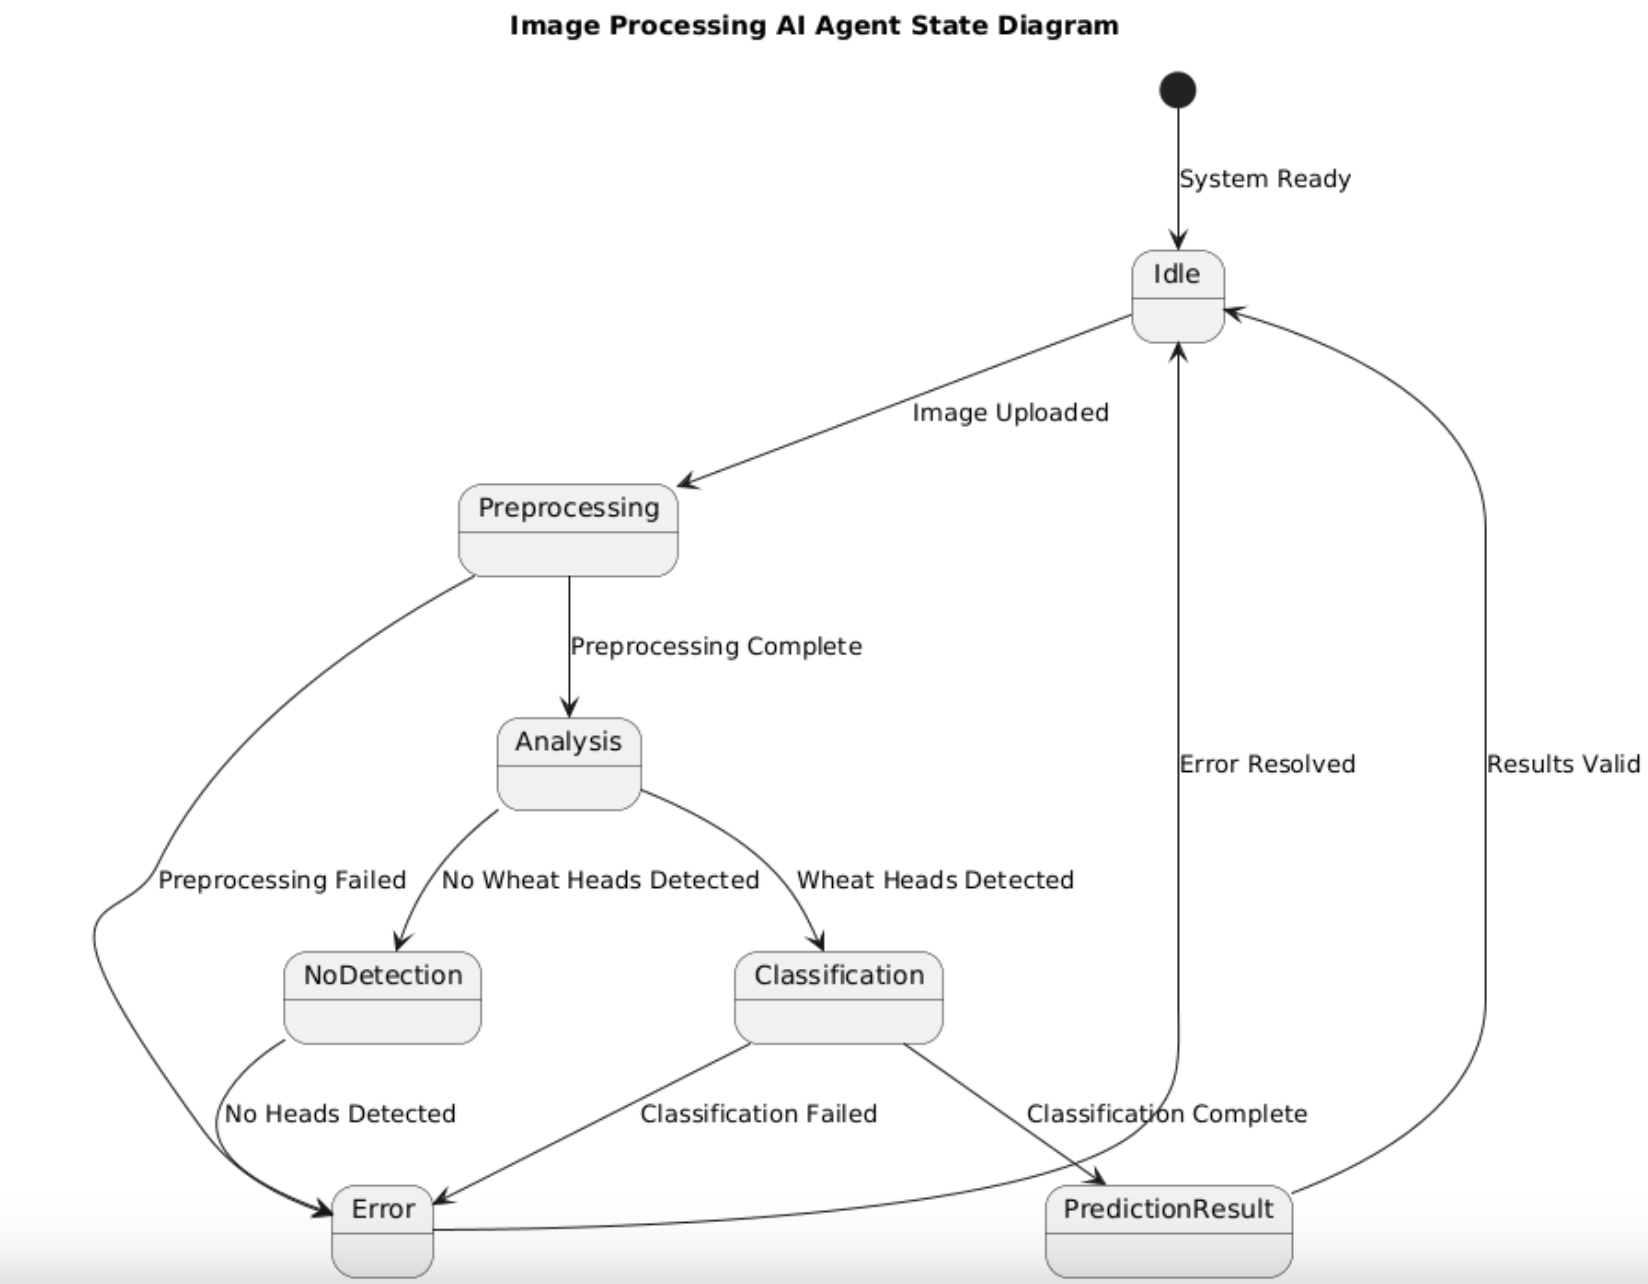 Image Processing AI Agent State Diagram
System Ready
Idle
Image Uploaded
Preprocessing
Preprocessing Complete
Analysis
Error Resolved
Results Valid
Preprocessing Failed
No Wheat Heads Detected
Wheat Heads Detected
NoDetection
Classification
No Heads Detected
Classification Failed
Classification Complete
Error
PredictionResult